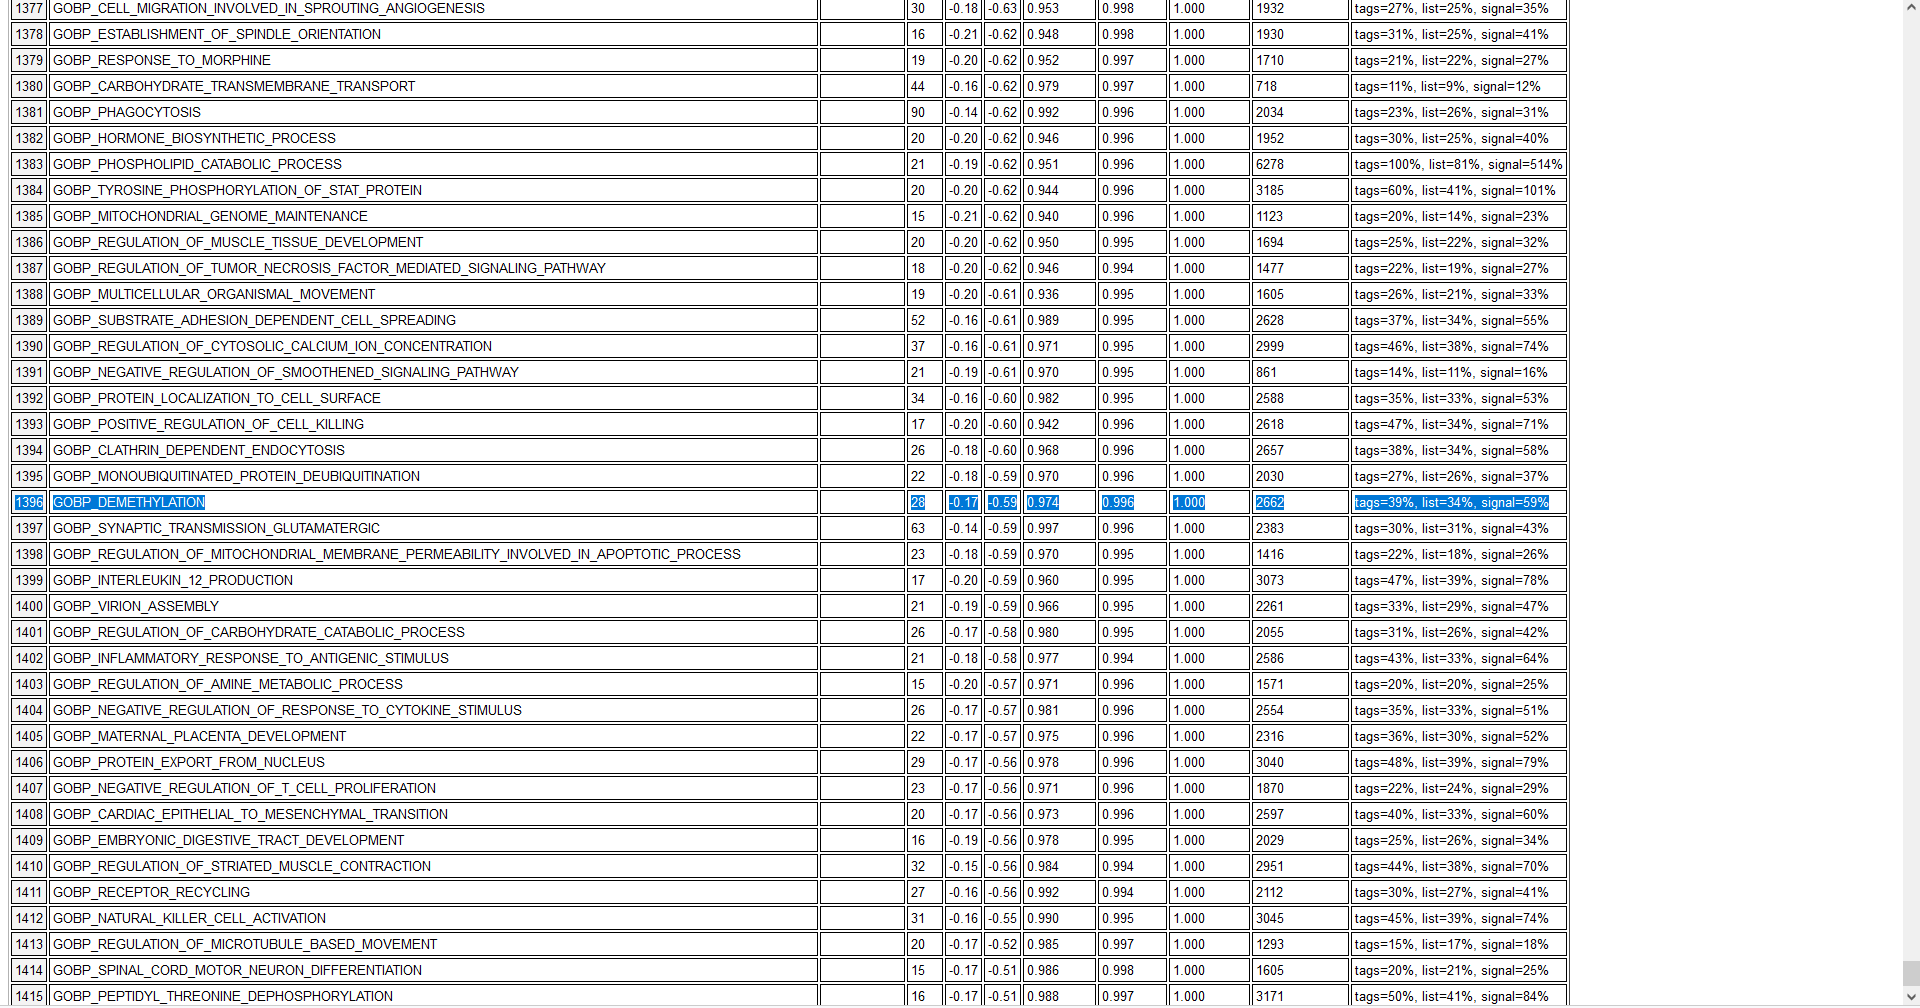 1377 GOBP_CELL_MIGRATION_INVOLVED_IN_SPROUTING_ANGIOGENESIS 30 -0.18 -0.63 0.953 0.998 1.000 1932 tags=27%, list=25%, signal=35%
1378 GOBP_ESTABLISHMENT_OF_SPINDLE_ORIENTATION 16 -0.21 -0.62 0.948 0.998 1.000 1930 tags=31%, list=25%, signal=41%
1379 GOBP_RESPONSE_TO_MORPHINE 19 -0.20 -0.62 0.952 0.997 1.000 1710 tags=21%, list=22%, signal=27%
1380 GOBP_CARBOHYDRATE_TRANSMEMBRANE_TRANSPORT 44 -0.16 -0.62 0.979 0.997 1.000 718 tags=11%, list=9%, signal=12%
1381 GOBP_PHAGOCYTOSIS 90 -0.14 -0.62 0.992 0.996 1.000 2034 tags=23%, list=26%, signal=31%
1382 GOBP_HORMONE_BIOSYNTHETIC_PROCESS 20 -0.20 -0.62 0.946 0.996 1.000 1952 tags=30%, list=25%, signal=40%
1383 GOBP_PHOSPHOLIPID_CATABOLIC_PROCESS 21 -0.19 -0.62 0.951 0.996 1.000 6278 tags=100%, list=81%, signal=514%
1384 GOBP_TYROSINE_PHOSPHORYLATION_OF_STAT_PROTEIN 20 -0.20 -0.62 0.944 0.996 1.000 3185 tags=60%, list=41%, signal=101%
1385 GOBP_MITOCHONDRIAL_GENOME_MAINTENANCE 15 -0.21 -0.62 0.940 0.996 1.000 1123 tags=20%, list=14%, signal=23%
1386 GOBP_REGULATION_OF_MUSCLE_TISSUE_DEVELOPMENT 20 -0.20 -0.62 0.950 0.995 1.000 1694 tags=25%, list=22%, signal=32%
1387 GOBP_REGULATION_OF_TUMOR_NECROSIS_FACTOR_MEDIATED_SIGNALING_PATHWAY 18 -0.20 -0.62 0.946 0.994 1.000 1477 tags=22%, list=19%, signal=27%
1388 GOBP_MULTICELLULAR_ORGANISMAL_MOVEMENT 19 -0.20 -0.61 0.936 0.995 1.000 1605 tags=26%, list=21%, signal=33%
1389 GOBP_SUBSTRATE_ADHESION_DEPENDENT_CELL_SPREADING 52 -0.16 -0.61 0.989 0.995 1.000 2628 tags=37%, list=34%, signal=55%
1390 GOBP_REGULATION_OF_CYTOSOLIC_CALCIUM_ION_CONCENTRATION 37 -0.16 -0.61 0.971 0.995 1.000 2999 tags=46%, list=38%, signal=74%
1391 GOBP_NEGATIVE_REGULATION_OF_SMOOTHENED_SIGNALING_PATHWAY 21 -0.19 -0.61 0.970 0.995 1.000 861 tags=14%, list=11%, signal=16%
1392 GOBP_PROTEIN_LOCALIZATION_TO_CELL_SURFACE 34 -0.16 -0.60 0.982 0.995 1.000 2588 tags=35%, list=33%, signal=53%
1393 GOBP_POSITIVE_REGULATION_OF_CELL_KILLING 17 -0.20 -0.60 0.942 0.996 1.000 2618 tags=47%, list=34%, signal=71%
1394 GOBP_CLATHRIN_DEPENDENT_ENDOCYTOSIS 26 -0.18 -0.60 0.968 0.996 1.000 2657 tags=38%, list=34%, signal=58%
1395 GOBP_MONOUBIQUITINATED_PROTEIN_DEUBIQUITINATION 22 -0.18 -0.59 0.970 0.996 1.000 2030 tags=27%, list=26%, signal=37%
1396 GOBP_DEMETHYLATION 28 -0.17 -0.59 0.974 0.996 1.000 2662 tags=39%, list=34%, signal=59%
1397 GOBP_SYNAPTIC_TRANSMISSION_GLUTAMATERGIC 63 -0.14 -0.59 0.997 0.996 1.000 2383 tags=30%, list=31%, signal=43%
1398 GOBP_REGULATION_OF_MITOCHONDRIAL_MEMBRANE_PERMEABILITY_INVOLVED_IN_APOPTOTIC_PROCESS 23 -0.18 -0.59 0.970 0.995 1.000 1416 tags=22%, list=18%, signal=26%
1399 GOBP_INTERLEUKIN_12_PRODUCTION 17 -0.20 -0.59 0.960 0.995 1.000 3073 tags=47%, list=39%, signal=78%
1400 GOBP_VIRION_ASSEMBLY 21 -0.19 -0.59 0.966 0.995 1.000 2261 tags=33%, list=29%, signal=47%
1401 GOBP_REGULATION_OF_CARBOHYDRATE_CATABOLIC_PROCESS 26 -0.17 -0.58 0.980 0.995 1.000 2055 tags=31%, list=26%, signal=42%
1402 GOBP_INFLAMMATORY_RESPONSE_TO_ANTIGENIC_STIMULUS 21 -0.18 -0.58 0.977 0.994 1.000 2586 tags=43%, list=33%, signal=64%
1403 GOBP_REGULATION_OF_AMINE_METABOLIC_PROCESS 15 -0.20 -0.57 0.971 0.996 1.000 1571 tags=20%, list=20%, signal=25%
1404 GOBP_NEGATIVE_REGULATION_OF_RESPONSE_TO_CYTOKINE_STIMULUS 26 -0.17 -0.57 0.981 0.996 1.000 2554 tags=35%, list=33%, signal=51%
1405 GOBP_MATERNAL_PLACENTA_DEVELOPMENT 22 -0.17 -0.57 0.975 0.996 1.000 2316 tags=36%, list=30%, signal=52%
1406 GOBP_PROTEIN_EXPORT_FROM_NUCLEUS 29 -0.17 -0.56 0.978 0.996 1.000 3040 tags=48%, list=39%, signal=79%
1407 GOBP_NEGATIVE_REGULATION_OF_T_CELL_PROLIFERATION 23 -0.17 -0.56 0.971 0.996 1.000 1870 tags=22%, list=24%, signal=29%
1408 GOBP_CARDIAC_EPITHELIAL_TO_MESENCHYMAL_TRANSITION 20 -0.17 -0.56 0.973 0.996 1.000 2597 tags=40%, list=33%, signal=60%
1409 GOBP_EMBRYONIC_DIGESTIVE_TRACT_DEVELOPMENT 16 -0.19 -0.56 0.978 0.995 1.000 2029 tags=25%, list=26%, signal=34%
1410 GOBP_REGULATION_OF_STRIATED_MUSCLE_CONTRACTION 32 -0.15 -0.56 0.984 0.994 1.000 2951 tags=44%, list=38%, signal=70%
1411 GOBP_RECEPTOR_RECYCLING 27 -0.16 -0.56 0.992 0.994 1.000 2112 tags=30%, list=27%, signal=41%
1412 GOBP_NATURAL_KILLER_CELL_ACTIVATION 31 -0.16 -0.55 0.990 0.995 1.000 3045 tags=45%, list=39%, signal=74%
1413 GOBP_REGULATION_OF_MICROTUBULE_BASED_MOVEMENT 20 -0.17 -0.52 0.985 0.997 1.000 1293 tags=15%, list=17%, signal=18%
1414 GOBP_SPINAL_CORD_MOTOR_NEURON_DIFFERENTIATION 15 -0.17 -0.51 0.986 0.998 1.000 1605 tags=20%, list=21%, signal=25%
1415 GOBP_PEPTIDYL_THREONINE_DEPHOSPHORYLATION 16 -0.17 -0.51 0.988 0.997 1.000 3171 tags=50%, list=41%, signal=84%